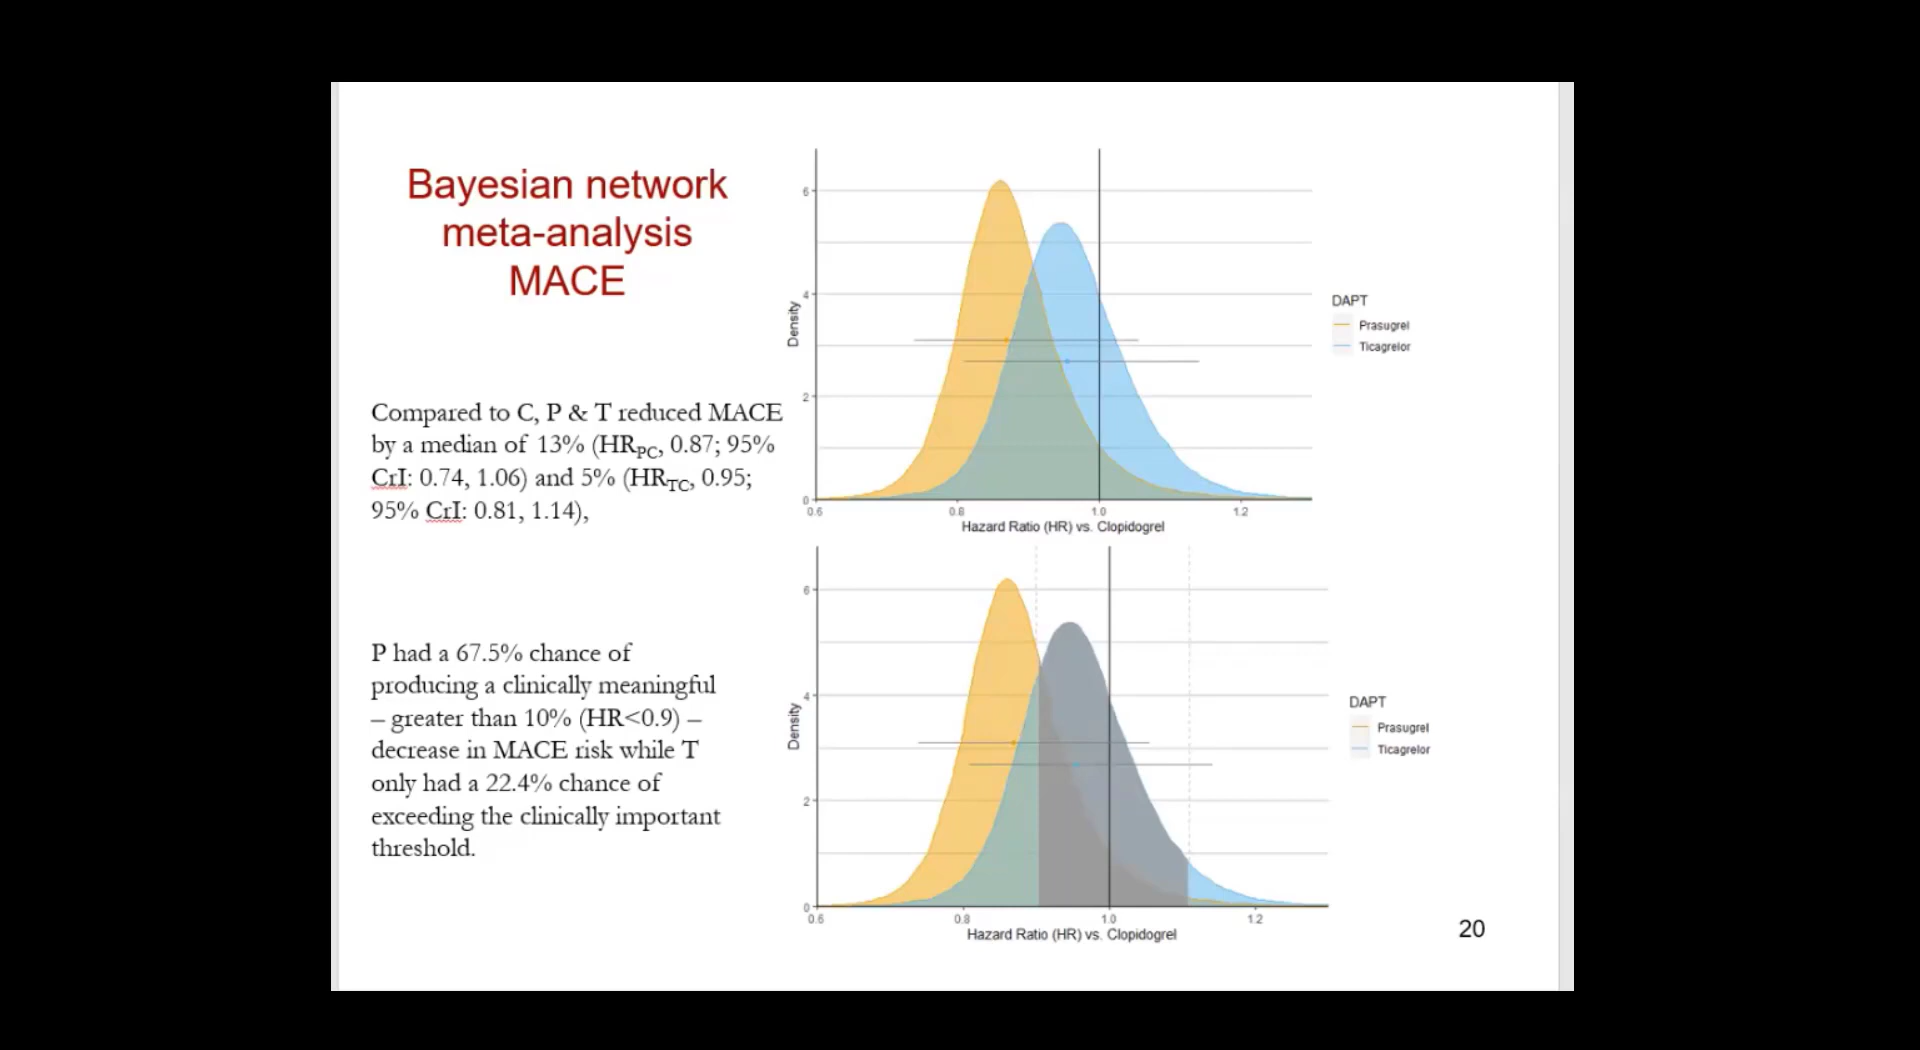 Bayesian network
meta-analysis
MACE
Compared to C, P & T reduced MACE
by a median of 13% (HRPC, 0.87; 95%
CrI: 0.74, 1.06) and 5% (HRTC, 0.95;
95% CrI: 0.81, 1.14),
P had a 67.5% chance of
producing a clinically meaningful
– greater than 10% (HR<0.9) –
decrease in MACE risk while T
only had a 22.4% chance of
exceeding the clinically important
threshold.
6
4
2
0
Density
0.6 0.8 1.0 1.2
Hazard Ratio (HR) vs. Clopidogrel
DAPT
Prasugrel
Ticagrelor
6
4
2
0
Density
0.6 0.8 1.0 1.2
Hazard Ratio (HR) vs. Clopidogrel
DAPT
Prasugrel
Ticagrelor
20